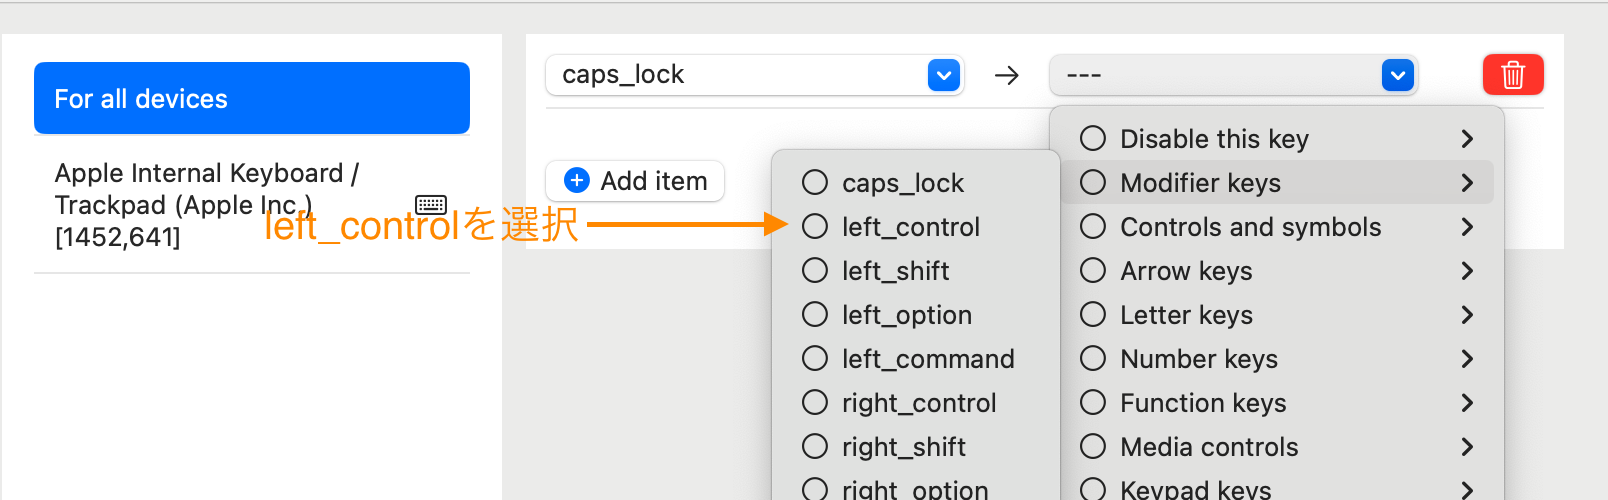 For all devices
Apple Internal Keyboard /
Trackpad (Apple Inc.)
[1452,641]
caps_lock
→
---
Add item
left_controlを選択
caps_lock
left_control
left_shift
left_option
left_command
right_control
right_shift
right_option
Disable this key
Modifier keys
Controls and symbols
Arrow keys
Letter keys
Number keys
Function keys
Media controls
Keypad keys